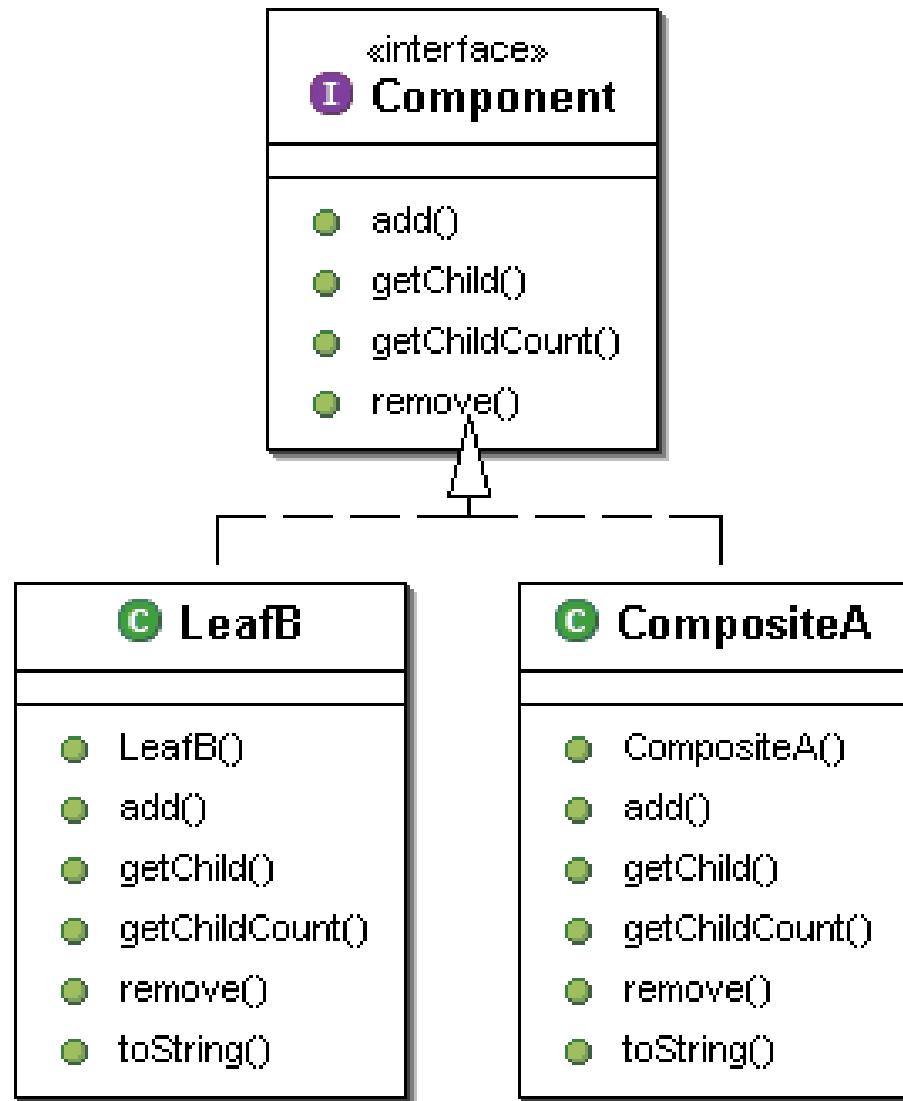 «interface»
I Component
add()
getChild()
getChildCount()
remove()
C LeafB
LeafB()
add()
getChild()
getChildCount()
remove()
toString()
C CompositeA
CompositeA()
add()
getChild()
getChildCount()
remove()
toString()